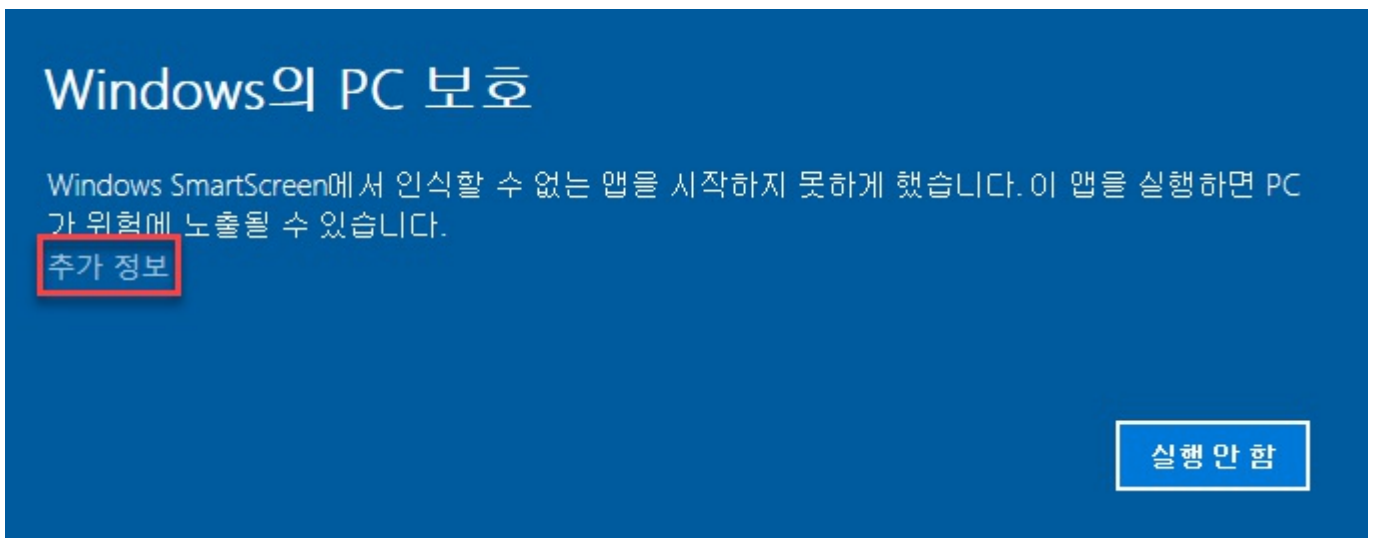 Windows의 PC 보호
Windows SmartScreen에서 인식할 수 없는 앱을 시작하지 못하게 했습니다. 이 앱을 실행하면 PC
가 위험에 노출될 수 있습니다.
추가 정보
실행 안 함